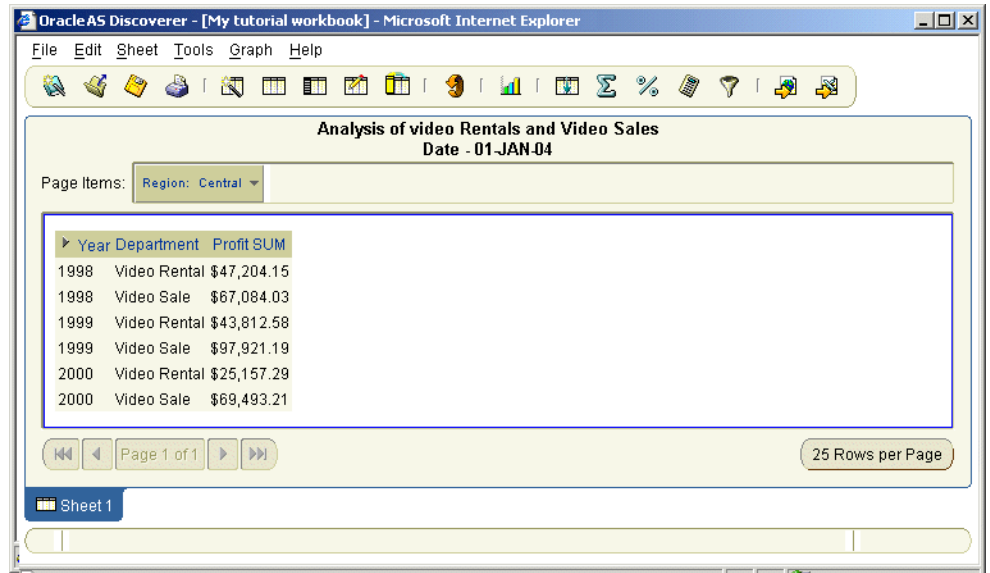 OracleAS Discoverer - [My tutorial workbook] - Microsoft Internet Explorer
File Edit Sheet Tools Graph Help
Analysis of video Rentals and Video Sales
Date - 01-JAN-04
Page Items: Region: Central
Year Department Profit SUM
1998 Video Rental $47,204.15
1998 Video Sale $67,084.03
1999 Video Rental $43,812.58
1999 Video Sale $97,921.19
2000 Video Rental $25,157.29
2000 Video Sale $69,493.21
Page 1 of 1 25 Rows per Page
Sheet 1